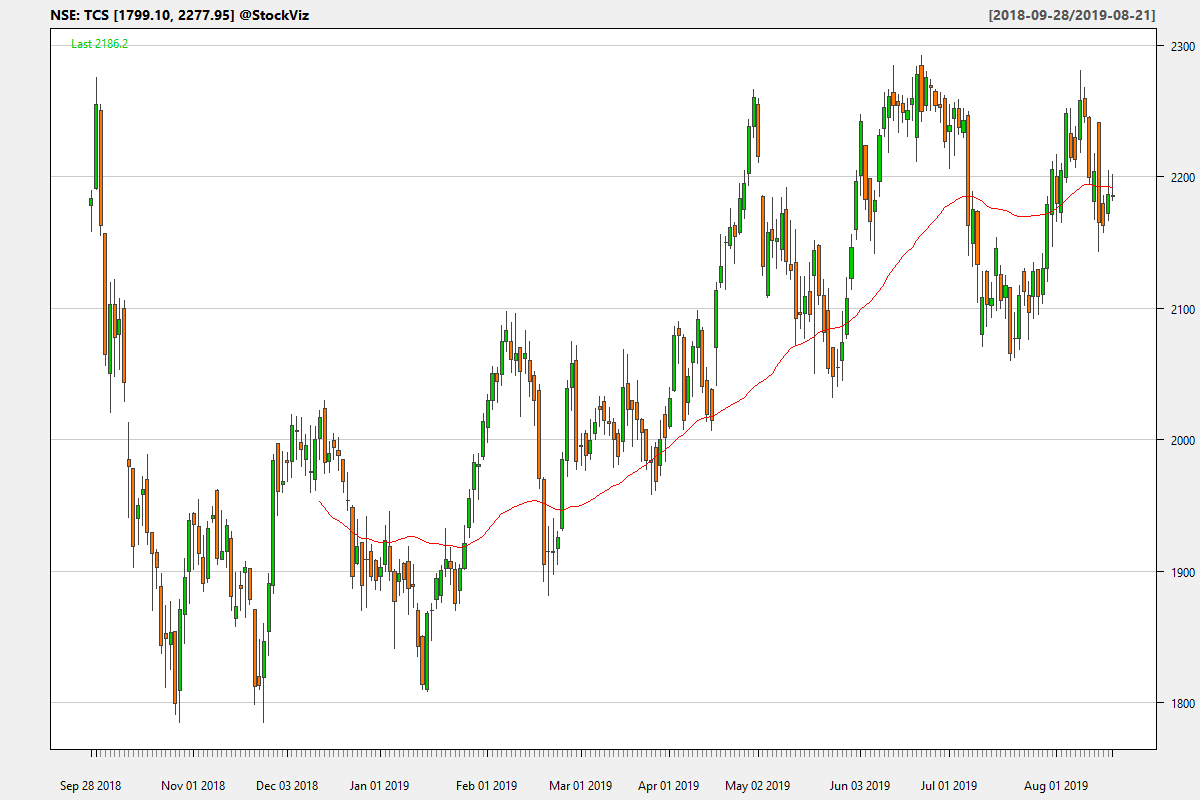 NSE: TCS [1799.10, 2277.95] @StockViz
[2018-09-28/2019-08-21]
Last 2186.2
2300
2200
2100
2000
1900
1800
Sep 28 2018 Nov 01 2018 Dec 03 2018 Jan 01 2019 Feb 01 2019 Mar 01 2019 Apr 01 2019 May 02 2019 Jun 03 2019 Jul 01 2019 Aug 01 2019